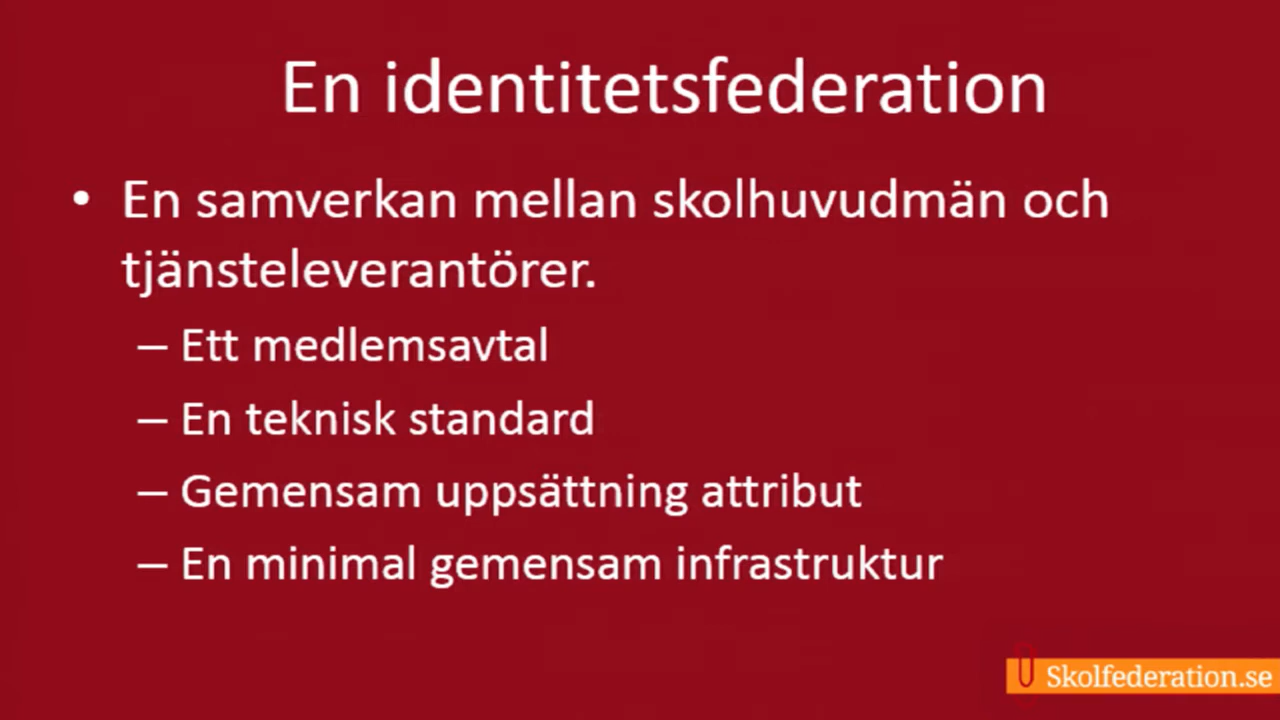 En identitetsfederation
• En samverkan mellan skolhuvudmän och
tjänsteleverantörer.
– Ett medlemsavtal
– En teknisk standard
– Gemensam uppsättning attribut
– En minimal gemensam infrastruktur
Skolfederation.se